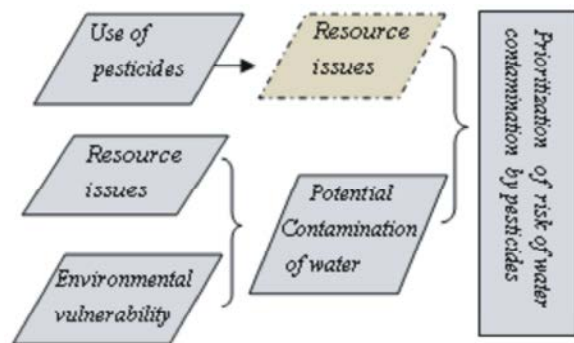 Use of
pesticides
Resource
issues
Resource
issues
Potential
Contamination
of water
Environmental
vulnerability
Prioritization of risk of water
contamination by pesticides